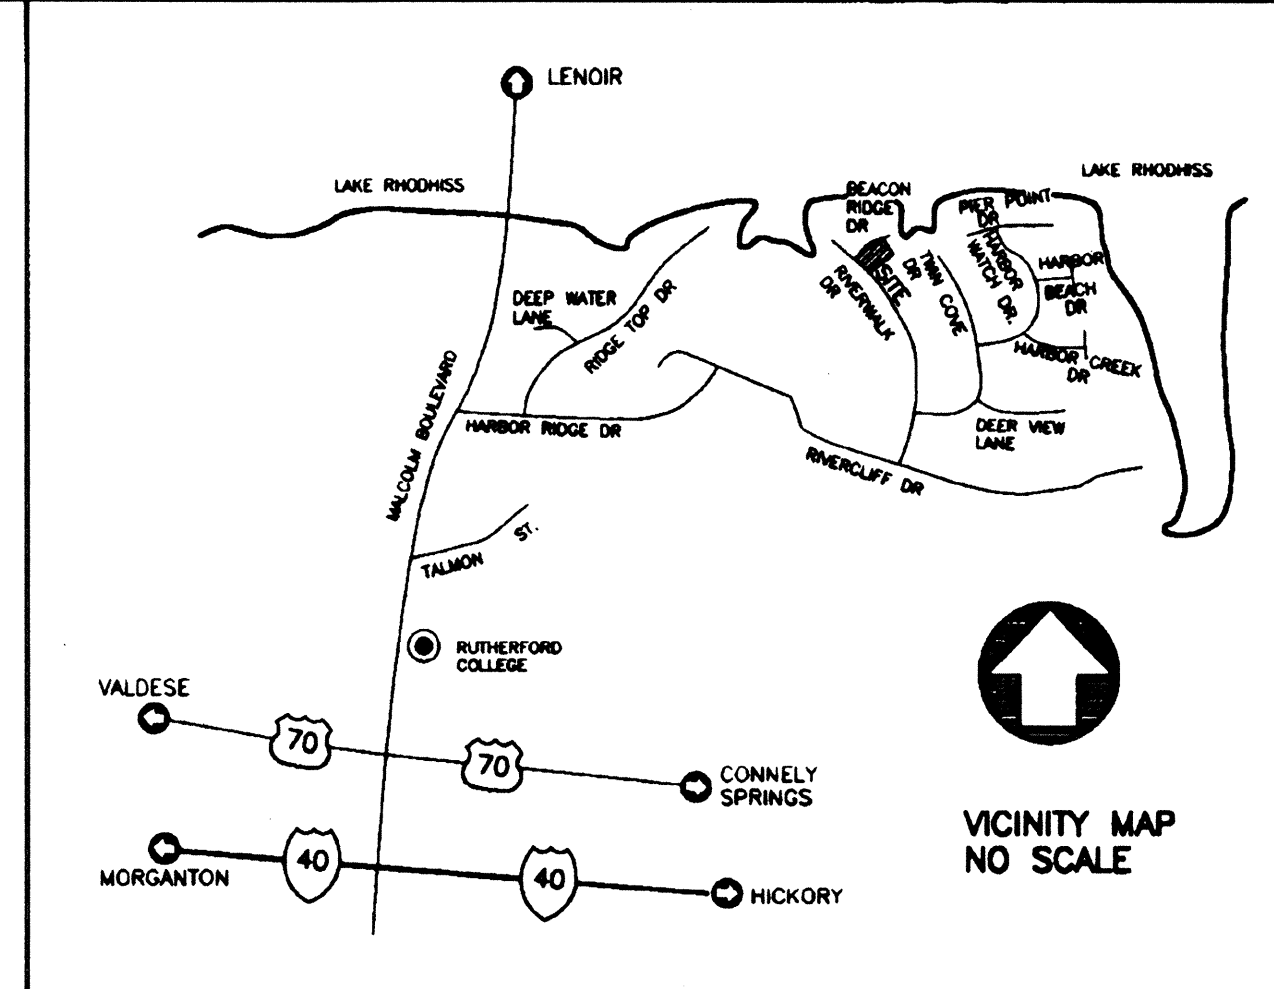 LENOIR
LAKE RHODHISS
LAKE RHODHISS
BEACON
RIDGE
DR
PIER POINT
DR
HARBOR
WATCH DR.
HARBOR
BEACH
DR
TWIN COVE
DR
SITE
RIVERWALK
DR
DEEP WATER
LANE
RIDGE TOP DR
HARBOR CREEK
DR
MALCOLM BOULEVARD
HARBOR RIDGE DR
DEER VIEW
LANE
RIVERCLIFF DR
TALMON ST.
RUTHERFORD
COLLEGE
VALDESE
70
70
CONNELY
SPRINGS
VICINITY MAP
NO SCALE
40
40
MORGANTON
HICKORY